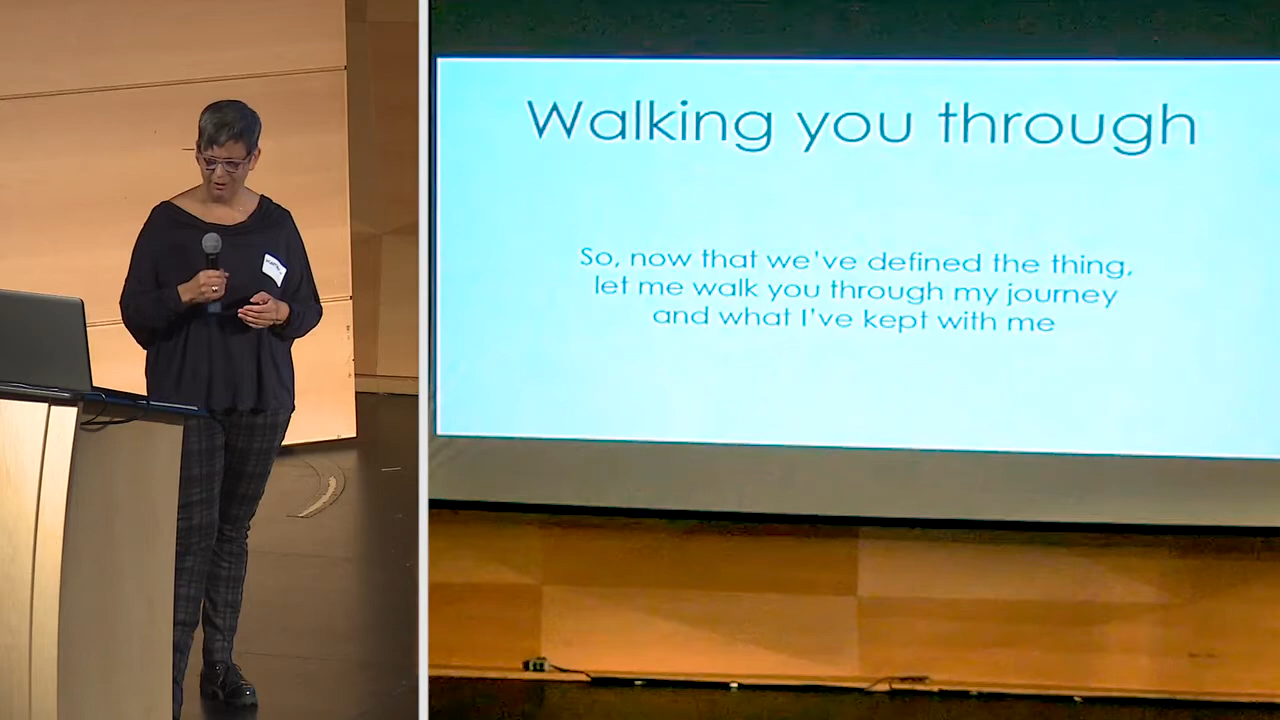 Walking you through
So, now that we've defined the thing,
let me walk you through my journey
and what I've kept with me